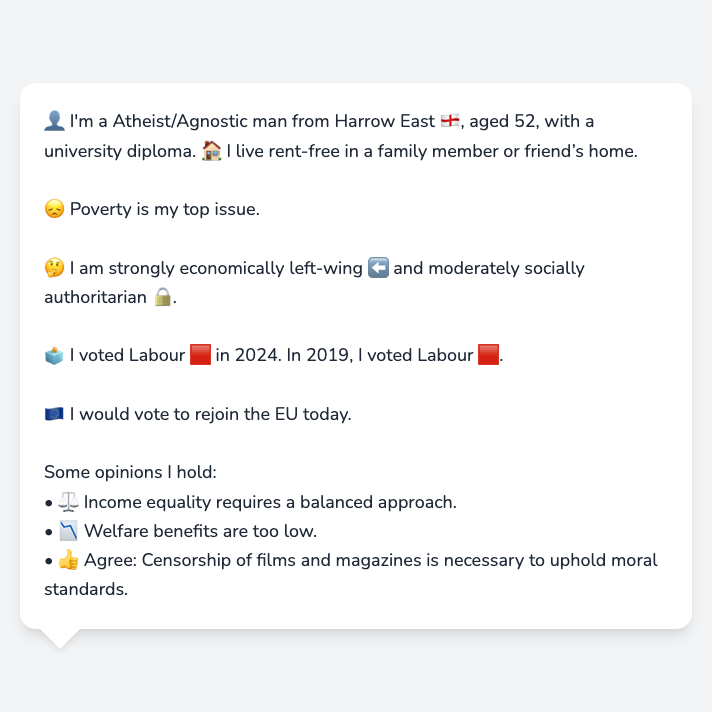 👤 I'm a Atheist/Agnostic man from Harrow East 🏴󠁧󠁢󠁥󠁮󠁧󠁿, aged 52, with a
university diploma. 🏠 I live rent-free in a family member or friend’s home.
😞 Poverty is my top issue.
🤔 I am strongly economically left-wing ⬅️ and moderately socially
authoritarian 🔒.
🗳️ I voted Labour 🟥 in 2024. In 2019, I voted Labour 🟥.
🇪🇺 I would vote to rejoin the EU today.
Some opinions I hold:
• ⚖️ Income equality requires a balanced approach.
• 📉 Welfare benefits are too low.
• 👍 Agree: Censorship of films and magazines is necessary to uphold moral
standards.